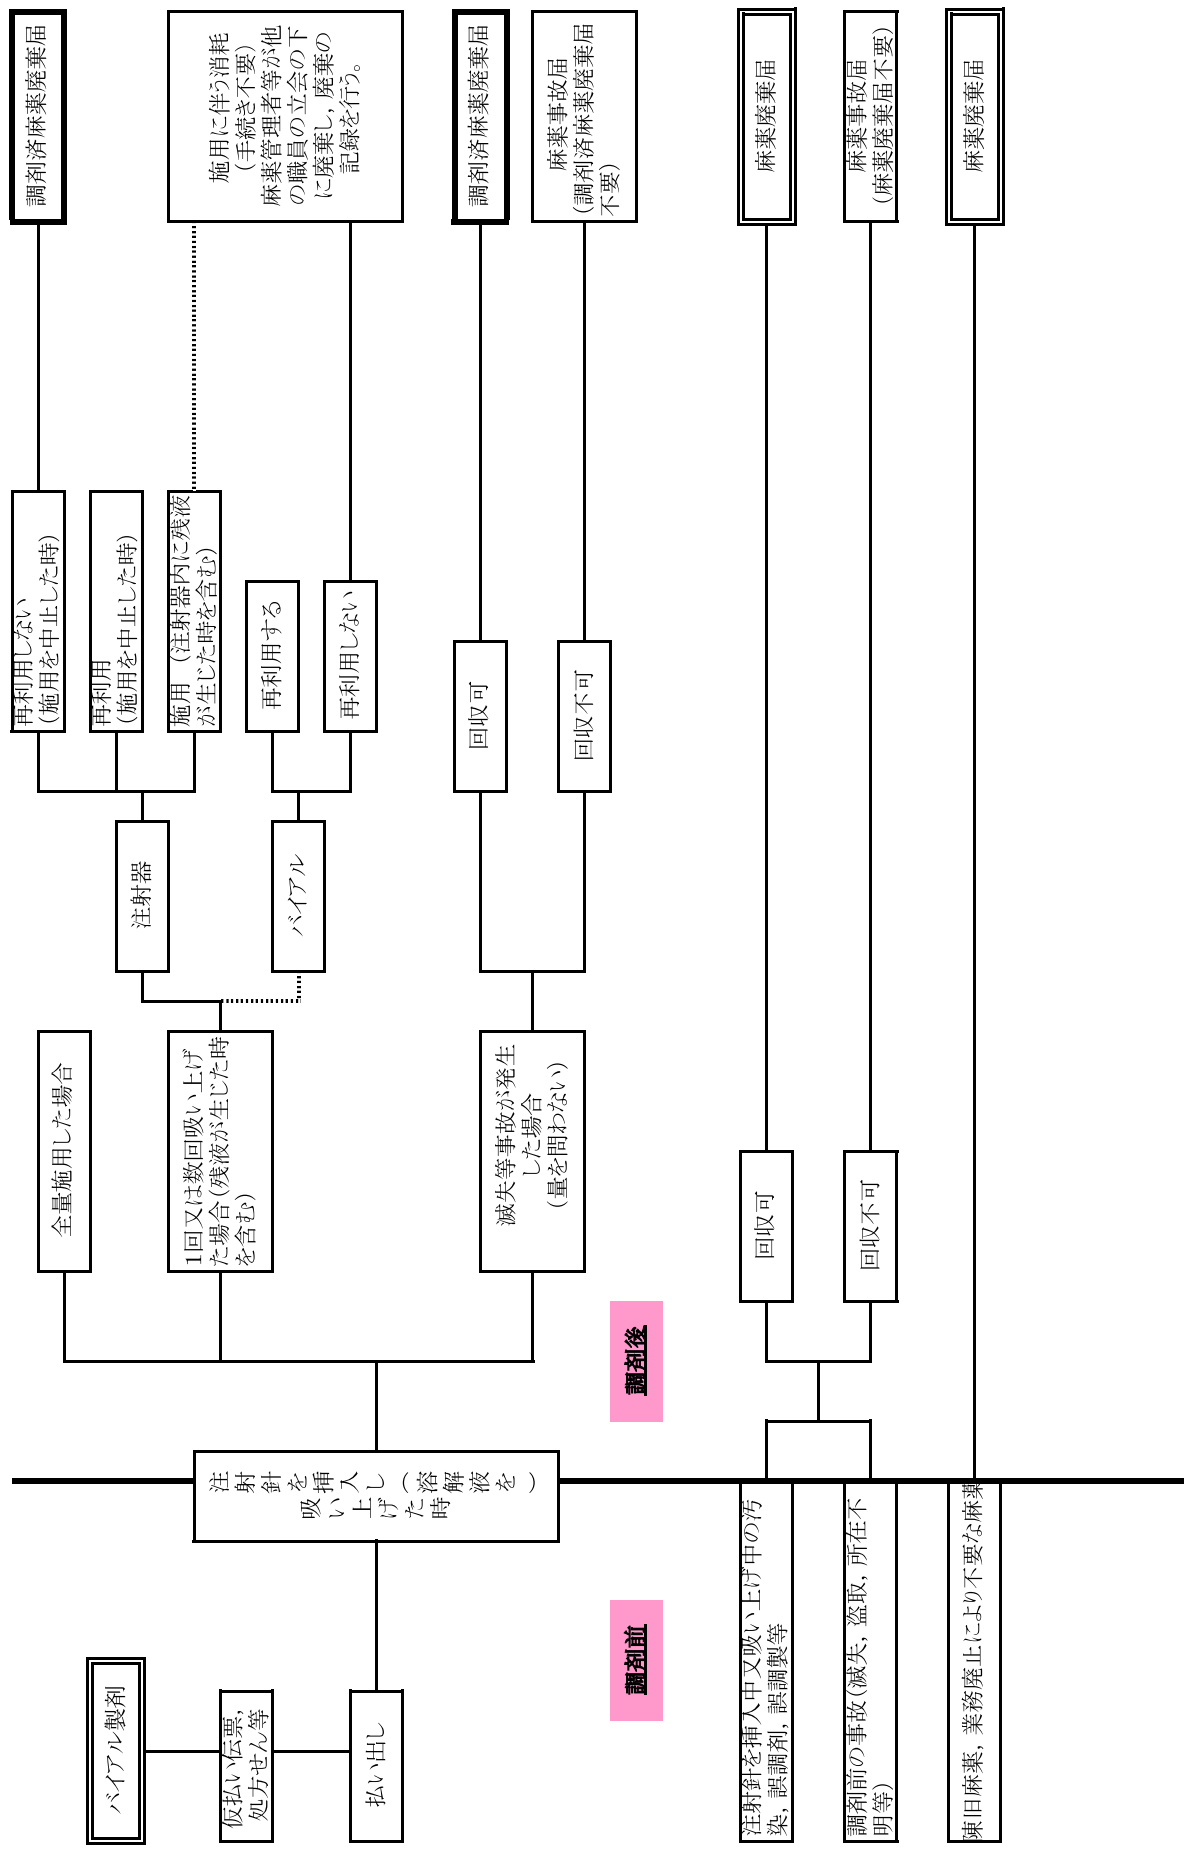 バイアル製剤
仮払い伝票，
処方せん等
払い出し
調剤前
調剤後
注射針を挿入し（溶解液を）
吸い上げた時
全量施用した場合
1回又は数回吸い上げ
た場合（残液が生じた時
を含む）
滅失等事故が発生
した場合
（量を問わない）
注射器
バイアル
再利用しない
（施用を中止した時）
再利用
（施用を中止した時）
施用（注射器内に残液
が生じた時を含む）
再利用する
再利用しない
回収可
回収不可
調剤済麻薬廃棄届
施用に伴う消耗
（手続き不要）
麻薬管理者等が他
の職員の立会の下
に廃棄し，廃棄の
記録を行う。
調剤済麻薬廃棄届
麻薬事故届
（調剤済麻薬廃棄届
不要）
注射針を挿入中又吸い上げ中の汚
染，誤調剤，誤調製等
調剤前の事故（滅失，盗取，所在不
明等）
陳旧麻薬，業務廃止により不要な麻薬
回収可
回収不可
麻薬廃棄届
麻薬事故届
（麻薬廃棄届不要）
麻薬廃棄届